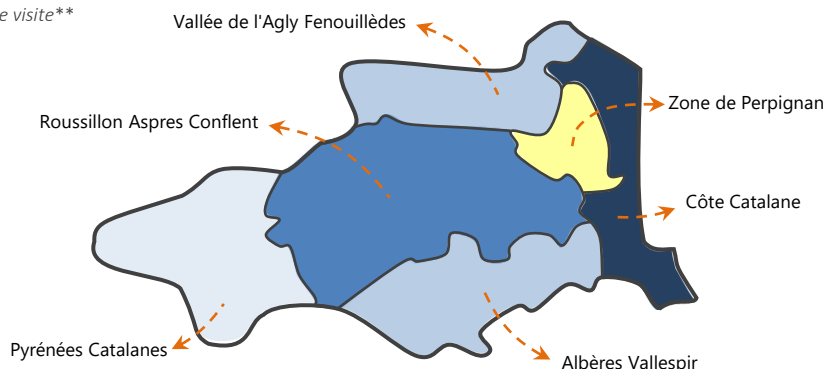 e visite**
Vallée de l'Agly Fenouillèdes
Zone de Perpignan
Roussillon Aspres Conflent
Côte Catalane
Pyrénées Catalanes
Albères Vallespir